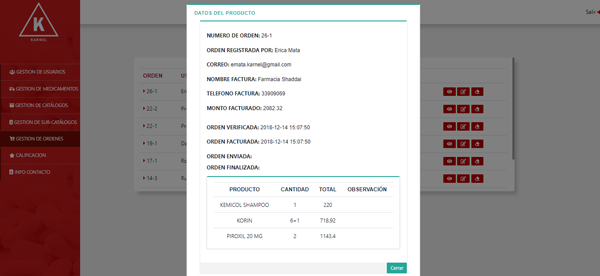 DATOS DEL PRODUCTO
K
KARNEL
NUMERO DE ORDEN: 26-1
ORDEN REGISTRADA POR: Erica Mata
CORREO: emata.karnel@gmail.com
NOMBRE FACTURA: Farmacia Shaddai
TELEFONO FACTURA: 33909069
MONTO FACTURADO: 2082.32
ORDEN VERIFICADA: 2018-12-14 15:07:50
ORDEN FACTURADA: 2018-12-14 15:07:50
ORDEN ENVIADA:
ORDEN FINALIZADA:
PRODUCTO CANTIDAD TOTAL OBSERVACIÓN
KEMICOL SHAMPOO 1 220
KORIN 6+1 718.92
PIROXIL 20 MG 2 1143.4
Cerrar
GESTION DE USUARIOS
GESTION DE MEDICAMENTOS
GESTION DE CATÁLOGOS
GESTION DE SUB-CATÁLOGOS
GESTION DE ORDENES
CALIFICACION
INFO CONTACTO
ORDEN
26-1
22-2
22-1
19-1
17-1
14-3